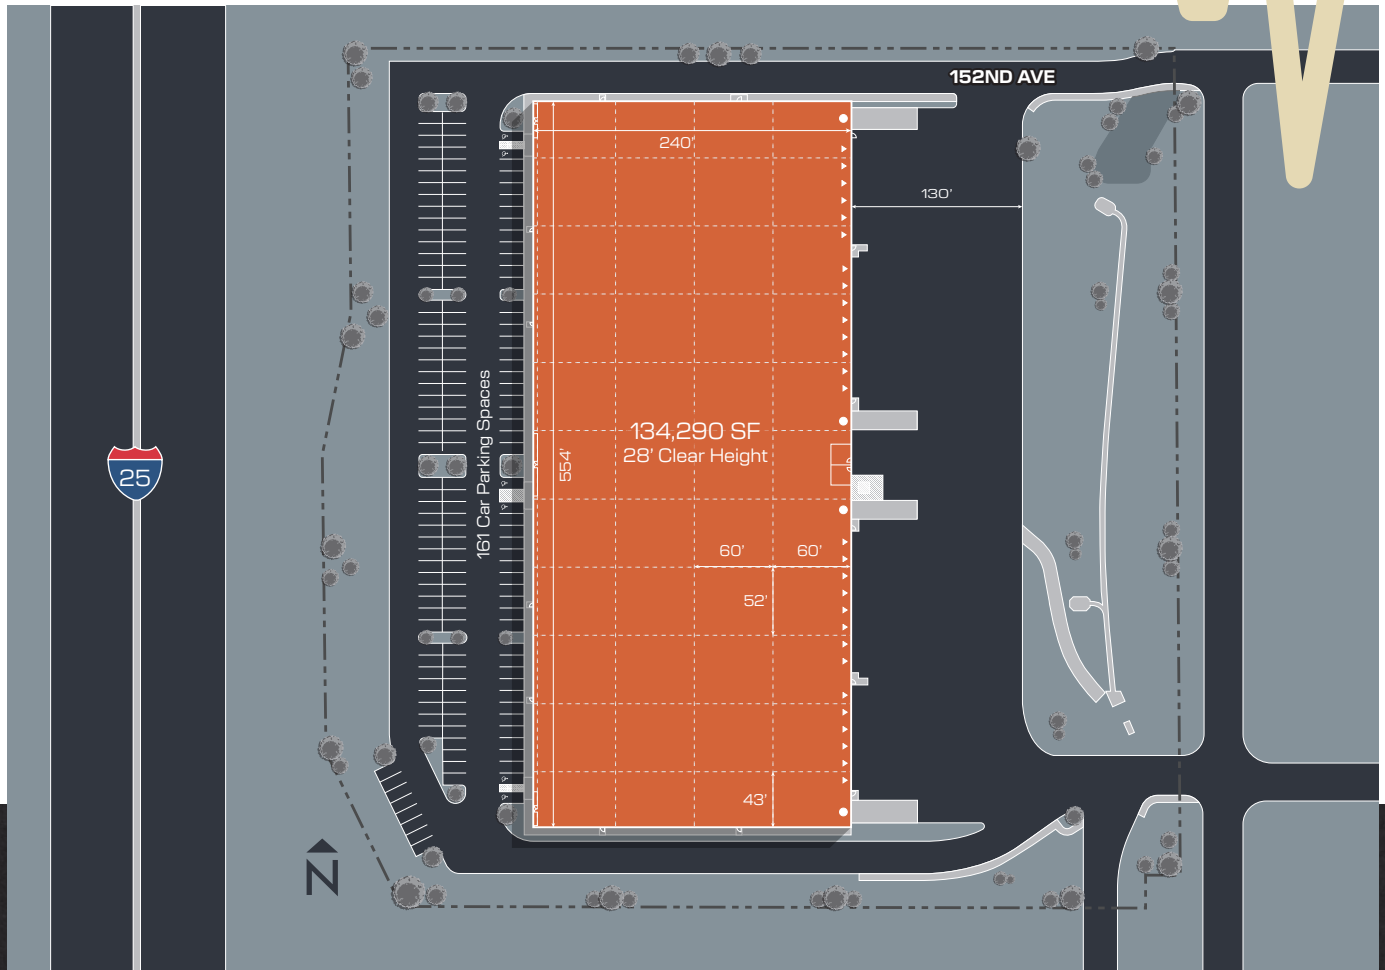 152ND AVE
240'
130'
25
161 Car Parking Spaces
554'
134,290 SF
28' Clear Height
60'
60'
52'
43'
N